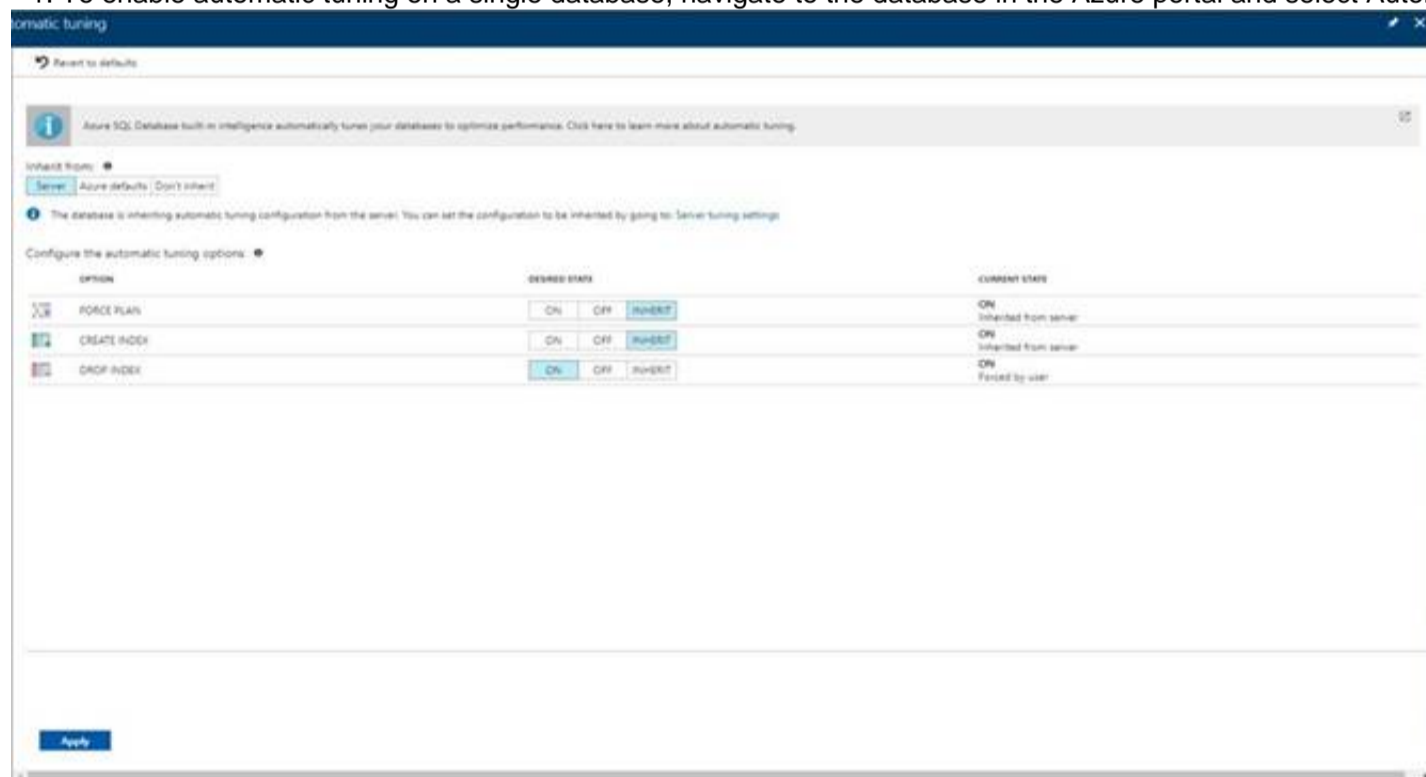 1. To enable automatic tuning on a single database, navigate to the database in the Azure portal and select Auto
omatic tuning
Revert to defaults
Azure SQL Database built-in intelligence automatically tunes your databases to optimize performance. Click here to learn more about automatic tuning.
Inherit from:
Server Azure defaults Don't inherit
The database is inheriting automatic tuning configuration from the server. You can set the configuration to be inherited by going to: Server tuning settings
Configure the automatic tuning options:
OPTION DESIRED STATE CURRENT STATE
FORCE PLAN ON OFF INHERIT ON
Inherited from server
CREATE INDEX ON OFF INHERIT ON
Inherited from server
DROP INDEX ON OFF INHERIT ON
Forced by user
Apply